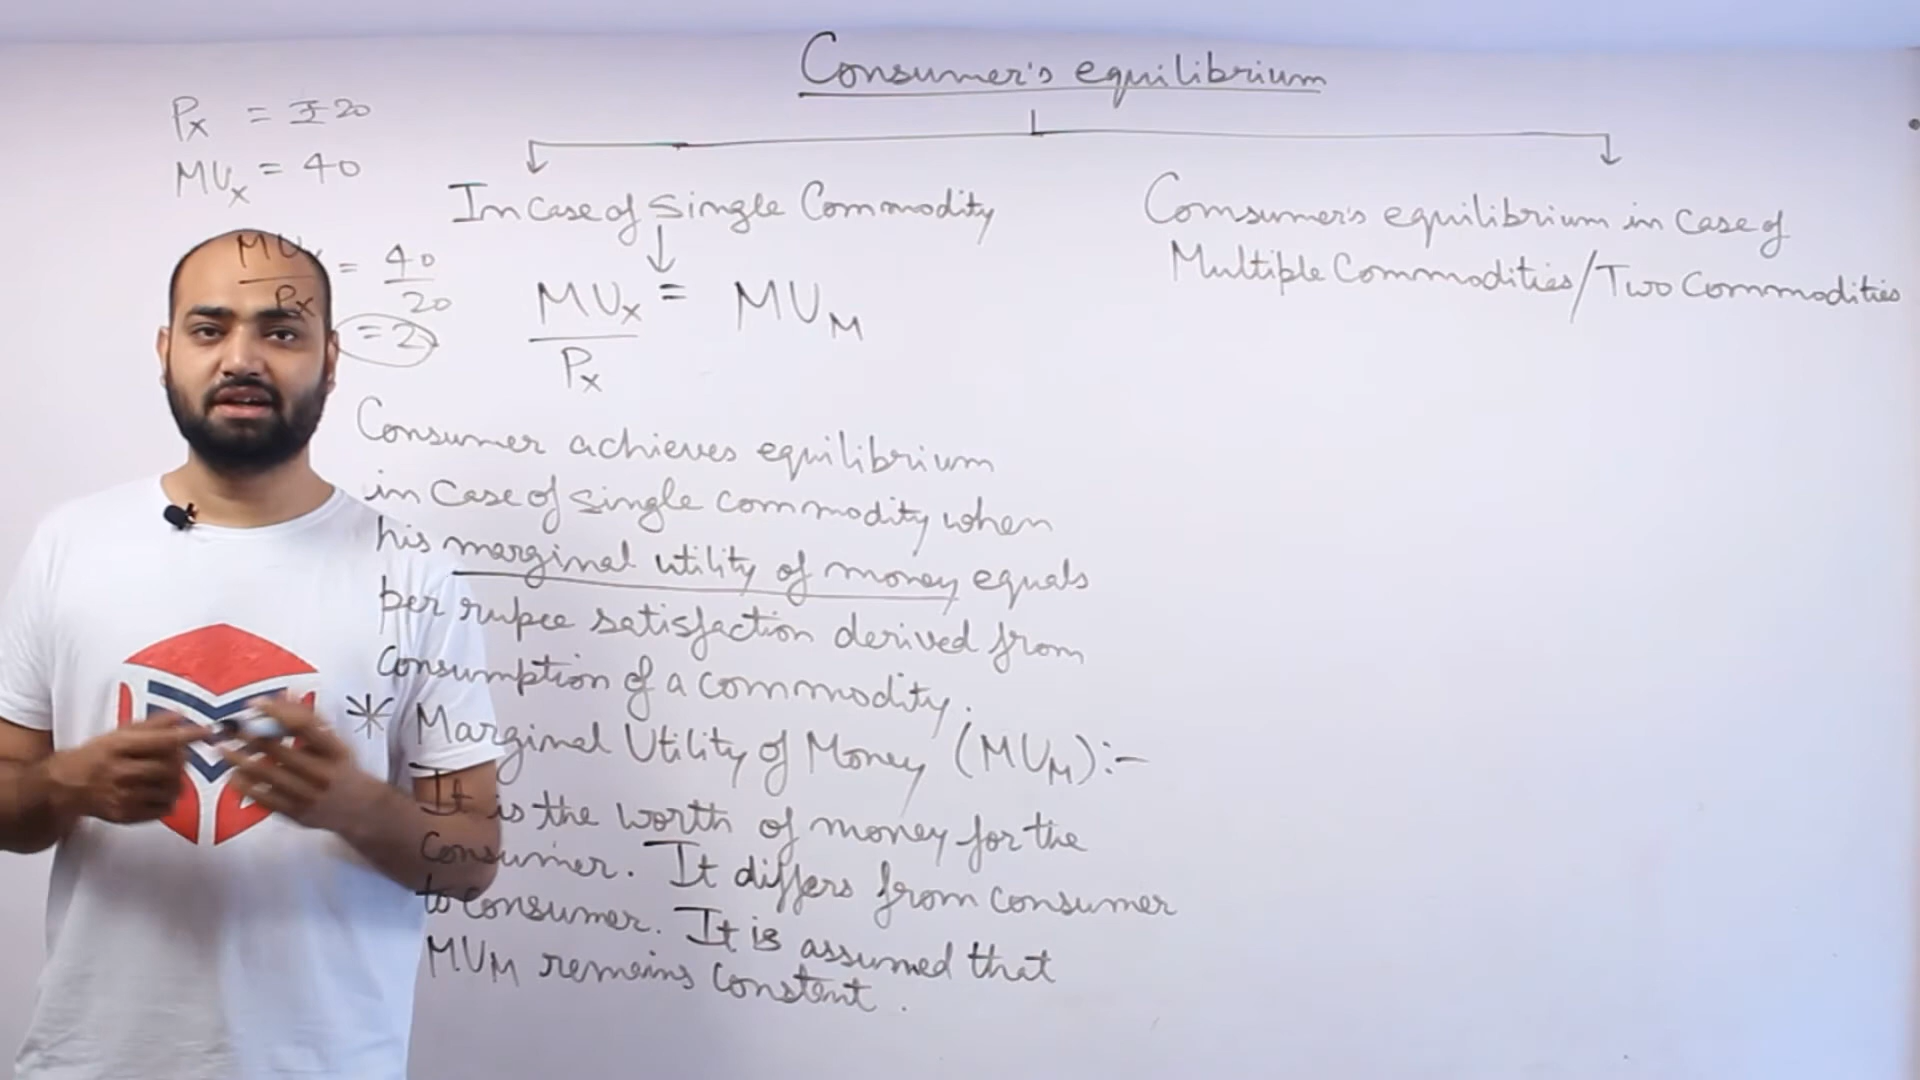 Consumer's equilibrium
Px = ₹20
MUx = 40
MUx/Px = 40/20
= 2
In case of Single Commodity
MUx/Px = MUM
Consumer achieves equilibrium
in case of single commodity when
his marginal utility of money equals
per rupee satisfaction derived from
consumption of a commodity.
* Marginal Utility of Money (MUM):-
It is the worth of money for the
consumer. It differs from consumer
to consumer. It is assumed that
MUM remains constant.
Consumer's equilibrium in case of
Multiple Commodities/Two Commodities